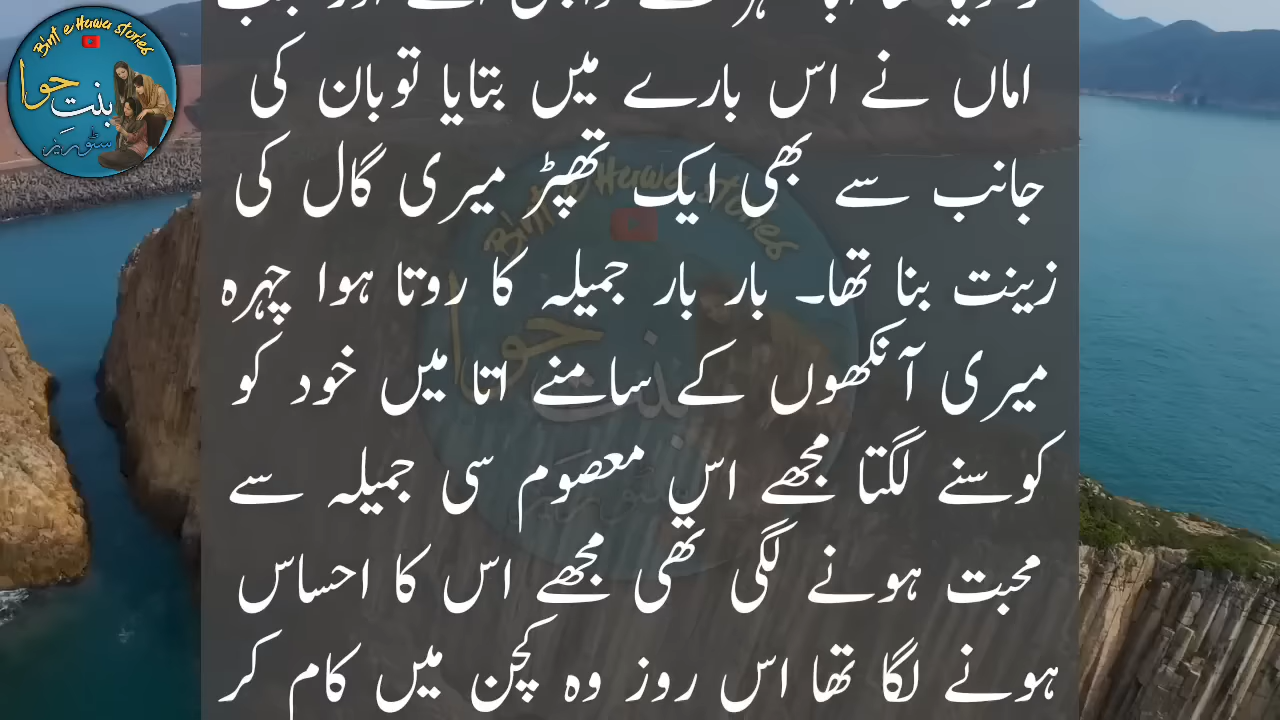 Bint e Hawa stories
بنتِ حوا
سٹوریز
اماں نے اس بارے میں بتایا توبان کی
جانب سے بھی ایک تھپڑ میری گال کی
زینت بنا تھا۔ بار بار جمیلہ کا روتا ہوا چہرہ
میری آنکھوں کے سامنے اتا میں خود کو
کوسنے لگتا مجھے اس معصوم سی جمیلہ سے
محبت ہونے لگی تھی مجھے اس کا احساس
ہونے لگا تھا اس روز وہ کچن میں کام کر